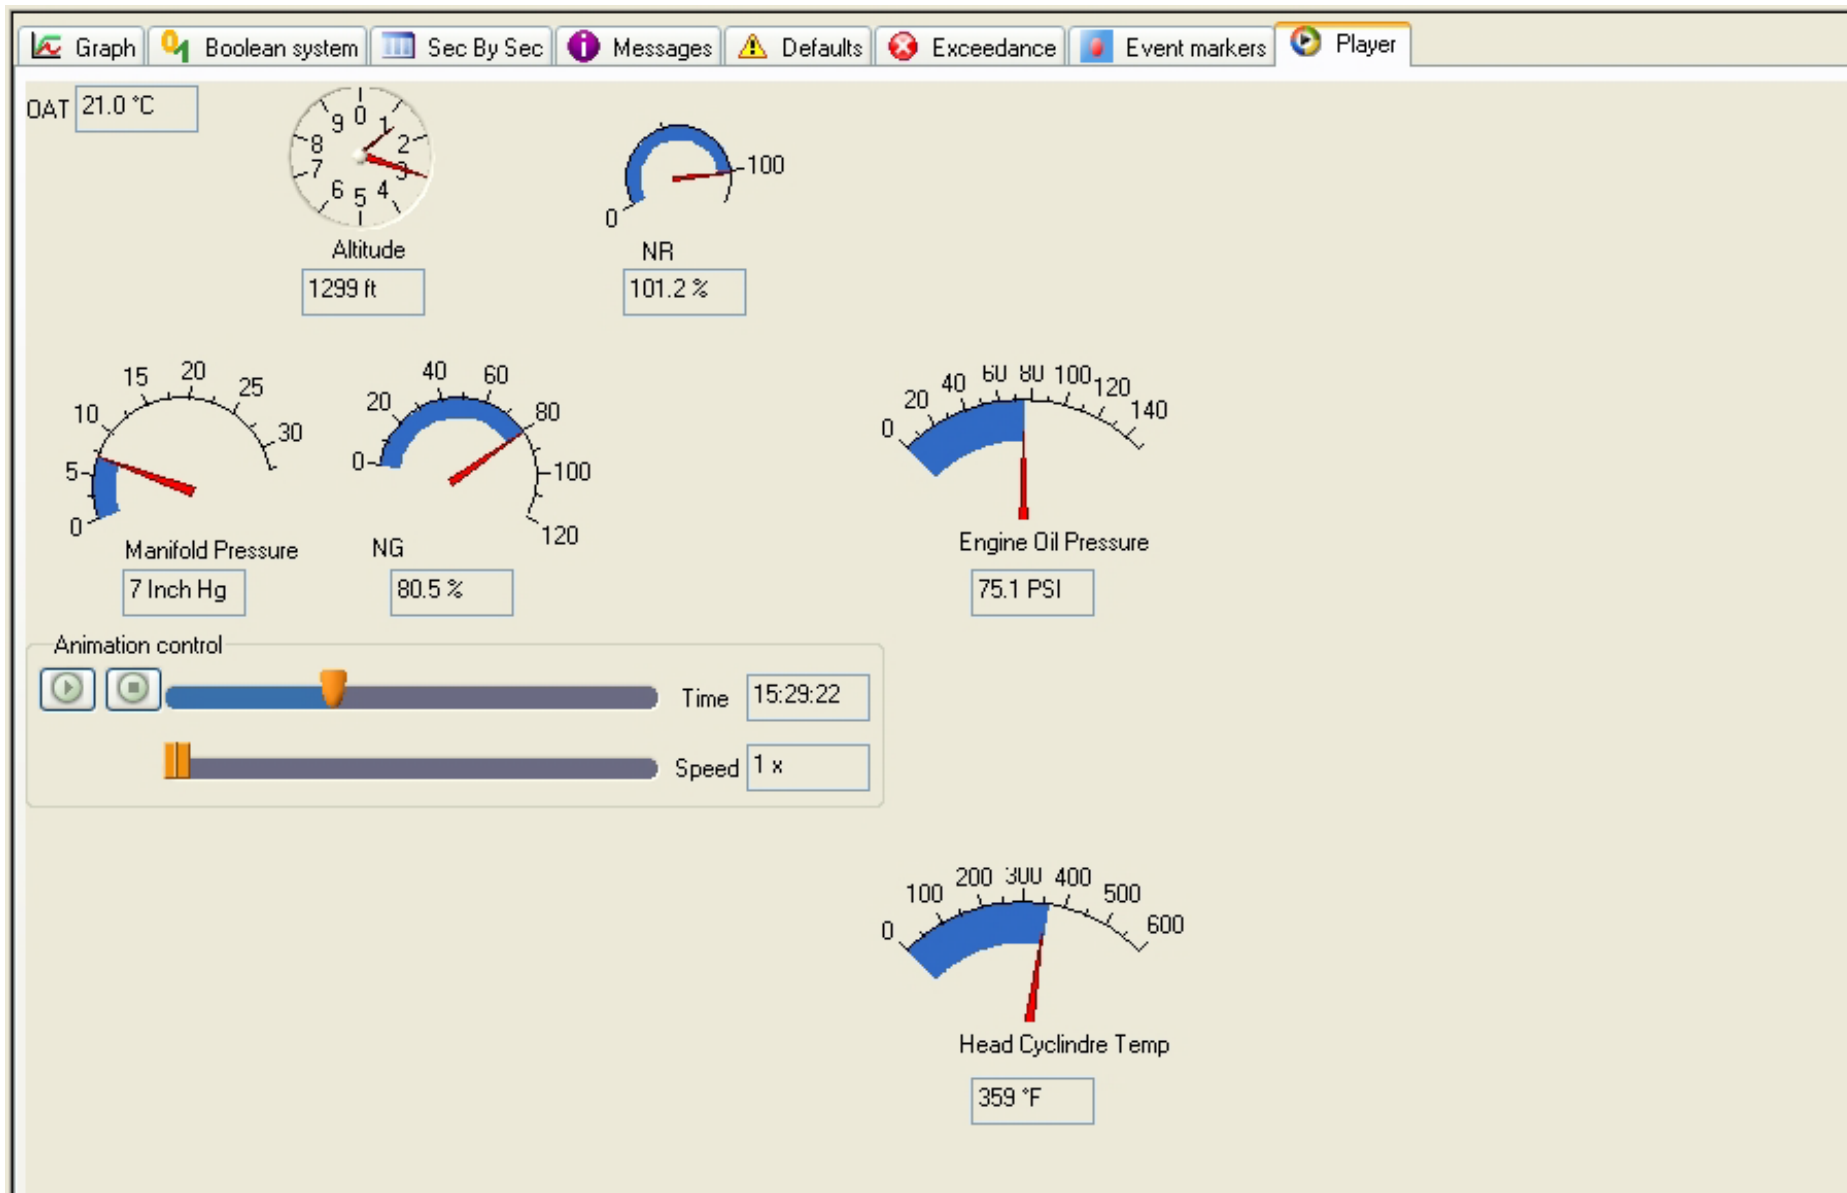 Graph Boolean system Sec By Sec Messages Defaults Exceedance Event markers Player
OAT 21.0 °C
0 1 2 3 4 5 6 7 8 9
Altitude
1299 ft
0 100
NR
101.2 %
0 5 10 15 20 25 30
Manifold Pressure
7 Inch Hg
0 20 40 60 80 100 120
NG
80.5 %
0 20 40 60 80 100 120 140
Engine Oil Pressure
75.1 PSI
Animation control
Time 15:29:22
Speed 1 x
0 100 200 300 400 500 600
Head Cyclindre Temp
359 °F